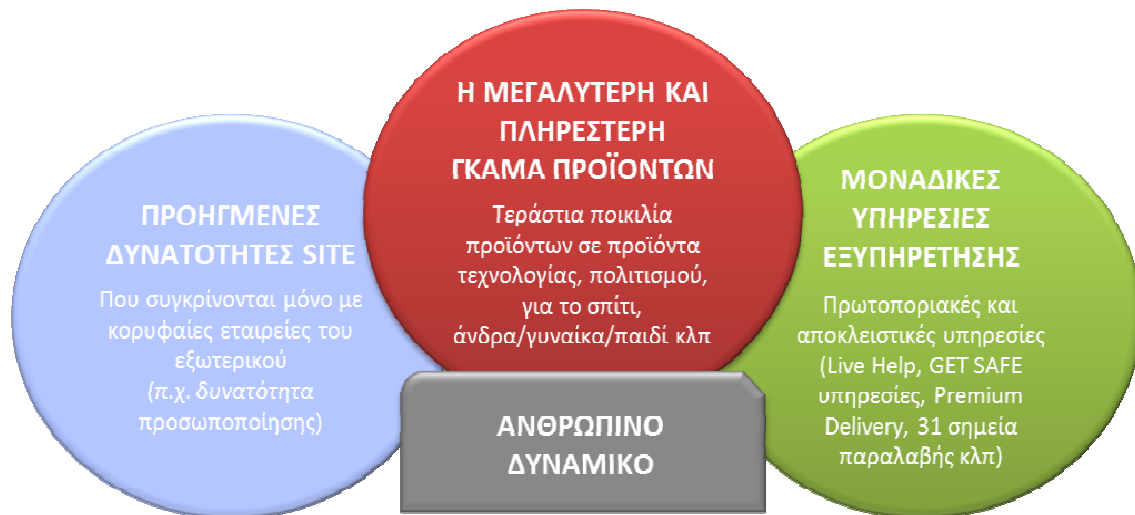 ΠΡΟΗΓΜΕΝΕΣ
ΔΥΝΑΤΟΤΗΤΕΣ SITE
Που συγκρίνονται μόνο με
κορυφαίες εταιρείες του
εξωτερικού
(π.χ. δυνατότητα
προσωποποίησης)
Η ΜΕΓΑΛΥΤΕΡΗ ΚΑΙ
ΠΛΗΡΕΣΤΕΡΗ
ΓΚΑΜΑ ΠΡΟΪΟΝΤΩΝ
Τεράστια ποικιλία
προϊόντων σε προϊόντα
τεχνολογίας, πολιτισμού,
για το σπίτι,
άνδρα/γυναίκα/παιδί κλπ
ΜΟΝΑΔΙΚΕΣ
ΥΠΗΡΕΣΙΕΣ
ΕΞΥΠΗΡΕΤΗΣΗΣ
Πρωτοποριακές και
αποκλειστικές υπηρεσίες
(Live Help, GET SAFE
υπηρεσίες, Premium
Delivery, 31 σημεία
παραλαβής κλπ)
ΑΝΘΡΩΠΙΝΟ
ΔΥΝΑΜΙΚΟ